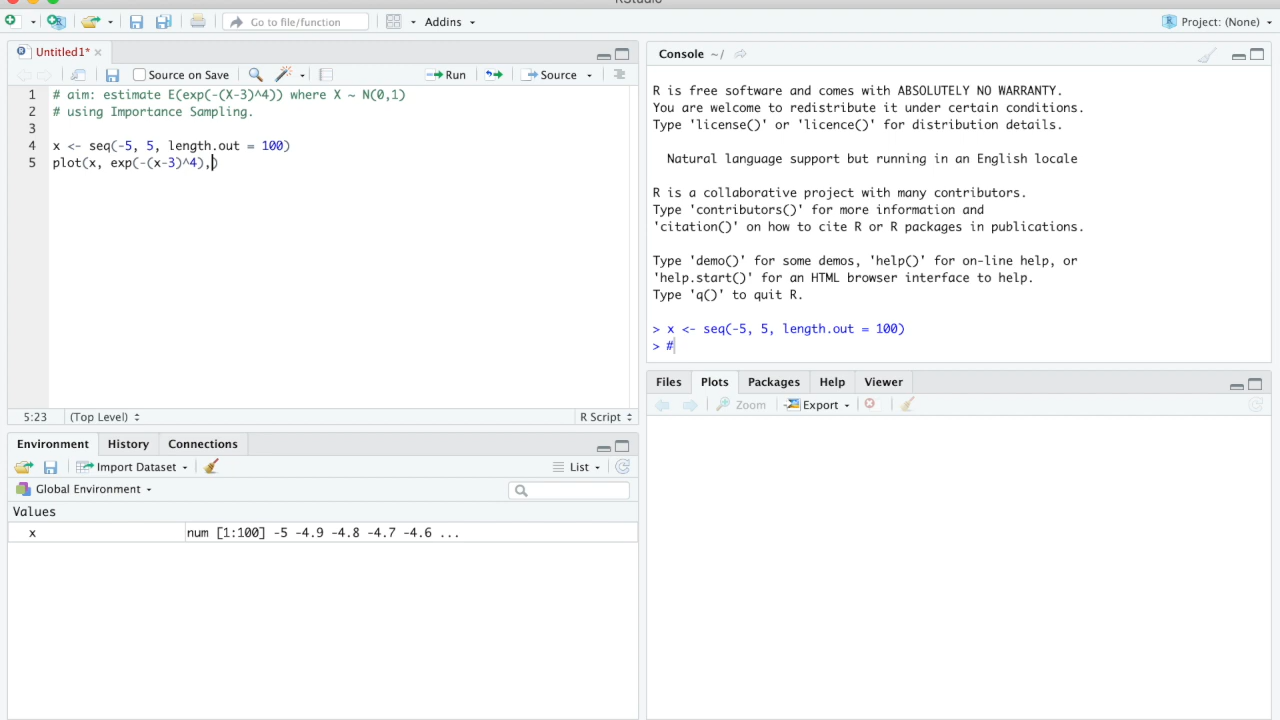 RStudio
Go to file/function
Addins
Project: (None)
Untitled1*
Source on Save
Run
Source
1 # aim: estimate E(exp(-(X-3)^4)) where X ~ N(0,1)
2 # using Importance Sampling.
3
4 x <- seq(-5, 5, length.out = 100)
5 plot(x, exp(-(x-3)^4),)
5:23 (Top Level) R Script
Environment History Connections
Import Dataset List
Global Environment
Values
x num [1:100] -5 -4.9 -4.8 -4.7 -4.6 ...
Console ~/
R is free software and comes with ABSOLUTELY NO WARRANTY.
You are welcome to redistribute it under certain conditions.
Type 'license()' or 'licence()' for distribution details.
Natural language support but running in an English locale
R is a collaborative project with many contributors.
Type 'contributors()' for more information and
'citation()' on how to cite R or R packages in publications.
Type 'demo()' for some demos, 'help()' for on-line help, or
'help.start()' for an HTML browser interface to help.
Type 'q()' to quit R.
> x <- seq(-5, 5, length.out = 100)
> #
Files Plots Packages Help Viewer
Zoom Export